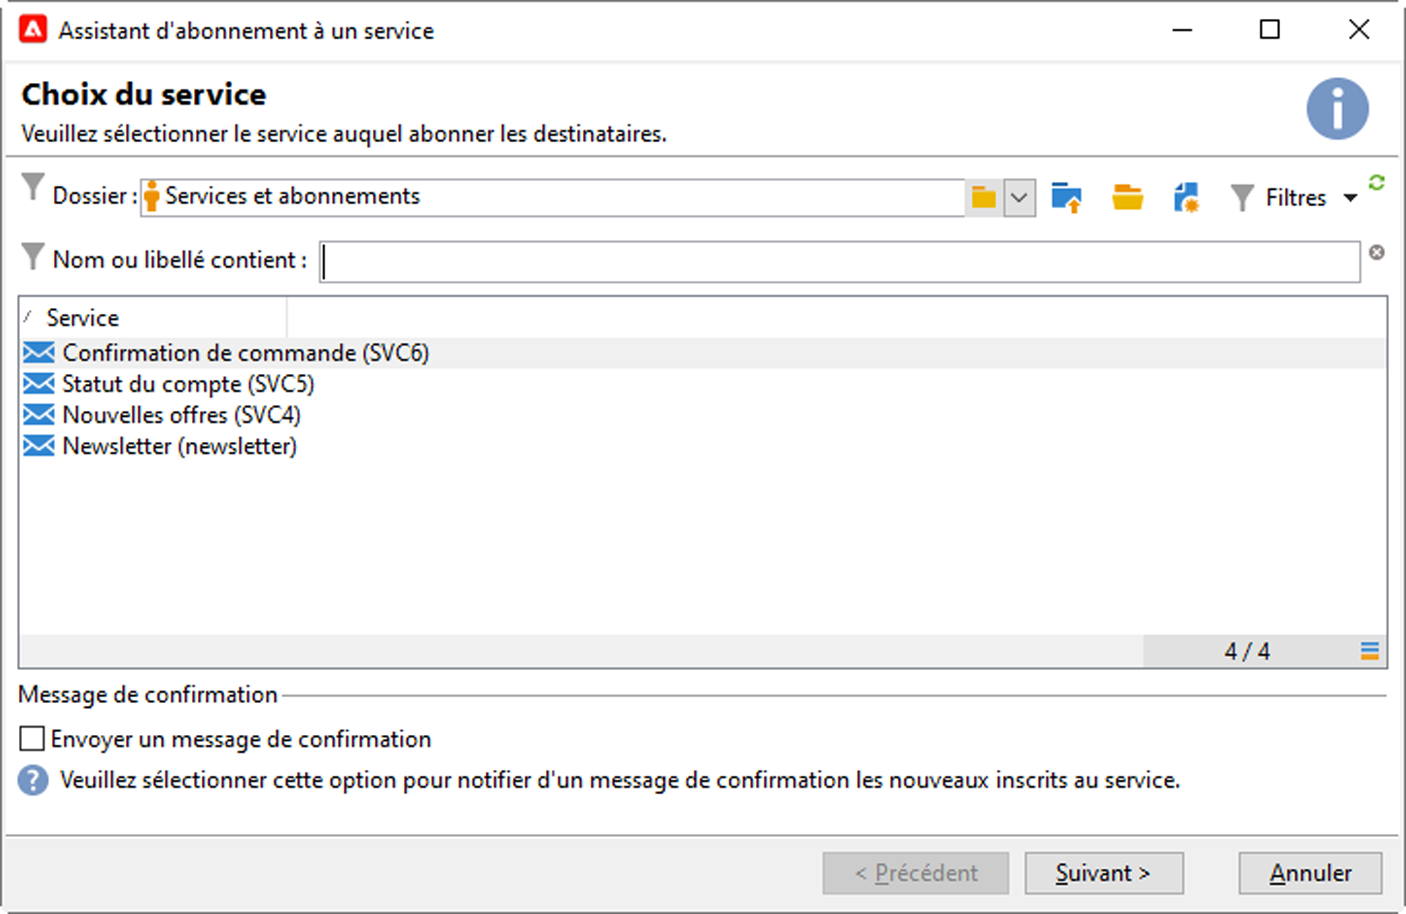 Assistant d'abonnement à un service
Choix du service
Veuillez sélectionner le service auquel abonner les destinataires.
Dossier : Services et abonnements Filtres
Nom ou libellé contient :
Service
Confirmation de commande (SVC6)
Statut du compte (SVC5)
Nouvelles offres (SVC4)
Newsletter (newsletter)
4 / 4
Message de confirmation
Envoyer un message de confirmation
Veuillez sélectionner cette option pour notifier d'un message de confirmation les nouveaux inscrits au service.
< Précédent Suivant > Annuler